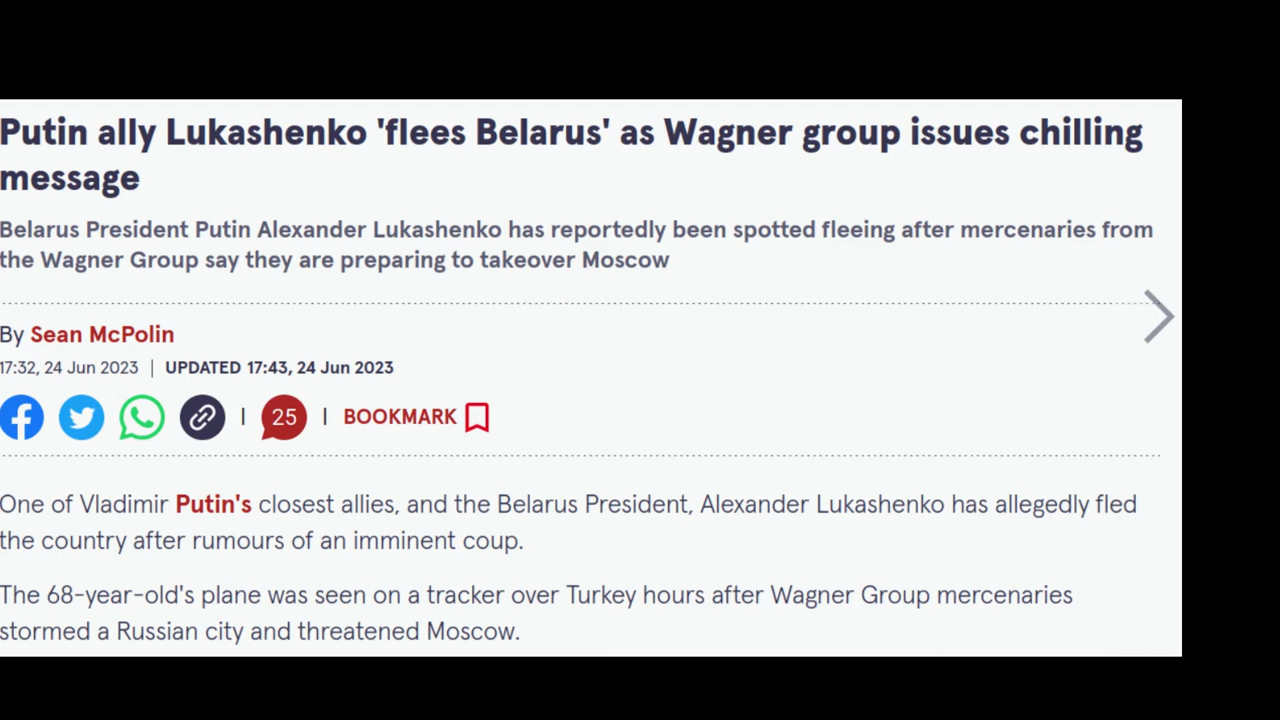 Putin ally Lukashenko 'flees Belarus' as Wagner group issues chilling
message
Belarus President Putin Alexander Lukashenko has reportedly been spotted fleeing after mercenaries from
the Wagner Group say they are preparing to takeover Moscow
By Sean McPolin
17:32, 24 Jun 2023 | UPDATED 17:43, 24 Jun 2023
25 | BOOKMARK
One of Vladimir Putin's closest allies, and the Belarus President, Alexander Lukashenko has allegedly fled
the country after rumours of an imminent coup.
The 68-year-old's plane was seen on a tracker over Turkey hours after Wagner Group mercenaries
stormed a Russian city and threatened Moscow.